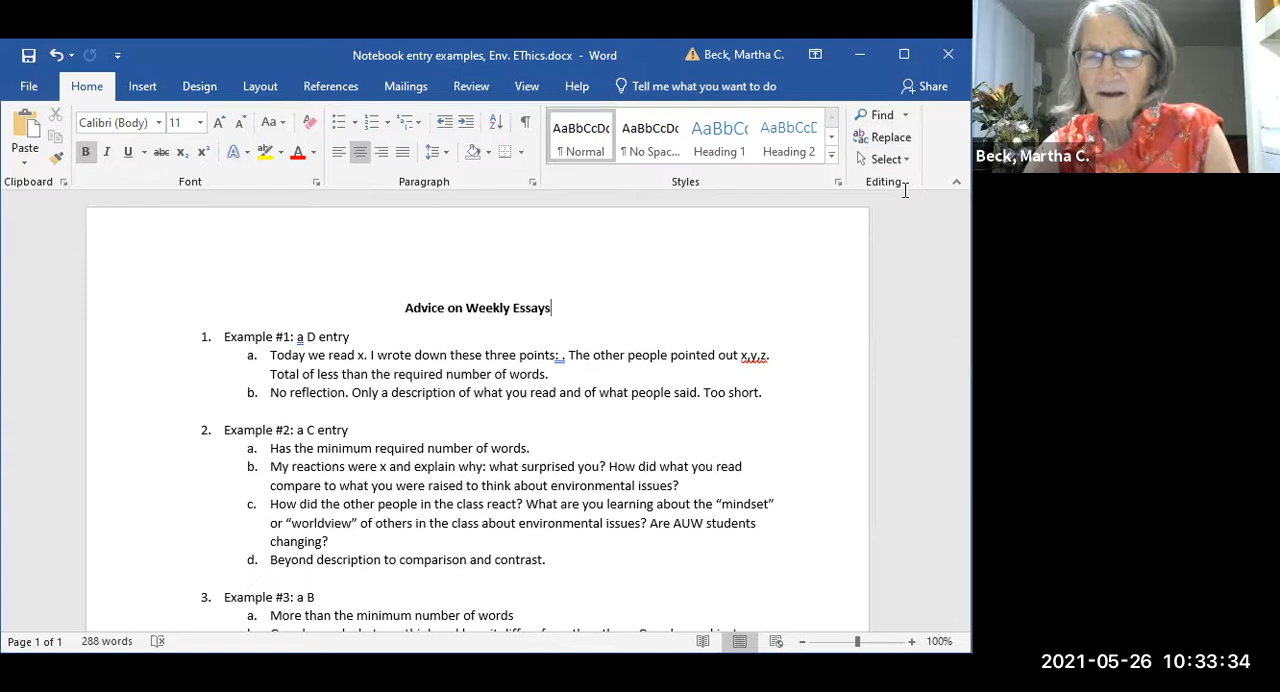 Notebook entry examples, Env. EThics.docx - Word
Beck, Martha C.
File Home Insert Design Layout References Mailings Review View Help Tell me what you want to do Share
Paste
Calibri (Body) 11
AaBbCcDc AaBbCcDc AaBbCc AaBbCcD
¶ Normal ¶ No Spac... Heading 1 Heading 2
Find
Replace
Select
Clipboard Font Paragraph Styles Editing
Beck, Martha C.
Advice on Weekly Essays
1. Example #1: a D entry
a. Today we read x. I wrote down these three points: . The other people pointed out x,y,z.
Total of less than the required number of words.
b. No reflection. Only a description of what you read and of what people said. Too short.
2. Example #2: a C entry
a. Has the minimum required number of words.
b. My reactions were x and explain why: what surprised you? How did what you read
compare to what you were raised to think about environmental issues?
c. How did the other people in the class react? What are you learning about the “mindset”
or “worldview” of others in the class about environmental issues? Are AUW students
changing?
d. Beyond description to comparison and contrast.
3. Example #3: a B
a. More than the minimum number of words
Page 1 of 1 288 words 100%
2021-05-26 10:33:34